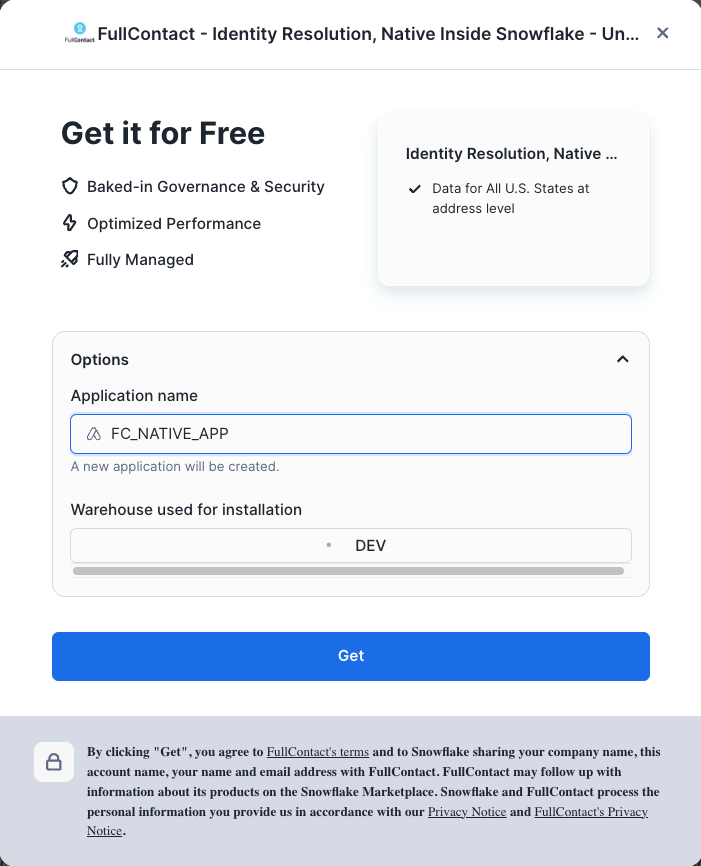 FullContact
FullContact - Identity Resolution, Native Inside Snowflake - Un...
Get it for Free
Baked-in Governance & Security
Optimized Performance
Fully Managed
Identity Resolution, Native ...
Data for All U.S. States at
address level
Options
Application name
FC_NATIVE_APP
A new application will be created.
Warehouse used for installation
DEV
Get
By clicking "Get", you agree to FullContact's terms and to Snowflake sharing your company name, this
account name, your name and email address with FullContact. FullContact may follow up with
information about its products on the Snowflake Marketplace. Snowflake and FullContact process the
personal information you provide us in accordance with our Privacy Notice and FullContact's Privacy
Notice.